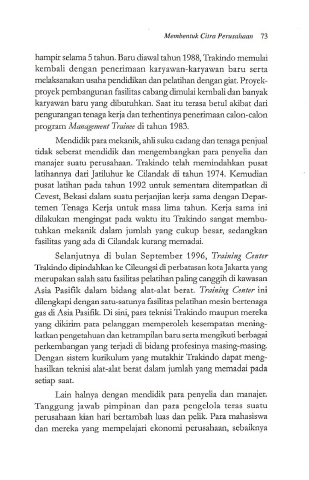 Membentuk Citra Perusahaan 73
hampir selama 5 tahun. Baru diawal tahun 1988, Trakindo memulai
kembali dengan penerimaan karyawan-karyawan baru serta
melaksanakan usaha pendidikan dan pelatihan dengan giat. Proyek-
proyek pembangunan fasilitas cabang dimulai kembali dan banyak
karyawan baru yang dibutuhkan. Saat itu terasa betul akibat dari
pengurangan tenaga kerja dan terhentinya penerimaan calon-calon
program Management Trainee di tahun 1983.
Mendidik para mekanik, ahli suku cadang dan tenaga penjual
tidak seberat mendidik dan mengembangkan para penyelia dan
manajer suatu perusahaan. Trakindo telah memindahkan pusat
latihannya dari Jatiluhur ke Cilandak di tahun 1974. Kemudian
pusat latihan pada tahun 1992 untuk sementara ditempatkan di
Cevest, Bekasi dalam suatu perjanjian kerja sama dengan Depar-
temen Tenaga Kerja untuk masa lima tahun. Kerja sama ini
dilakukan mengingat pada waktu itu Trakindo sangat membu-
tuhkan mekanik dalam jumlah yang cukup besar, sedangkan
fasilitas yang ada di Cilandak kurang memadai.
Selanjutnya di bulan September 1996, Training Center
Trakindo dipindahkan ke Cileungsi di perbatasan kota Jakarta yang
merupakan salah satu fasilitas pelatihan paling canggih di kawasan
Asia Pasifik dalam bidang alat-alat berat. Training Center ini
dilengkapi dengan satu-satunya fasilitas pelatihan mesin bertenaga
gas di Asia Pasifik. Di sini, para teknisi Trakindo maupun mereka
yang dikirim para pelanggan memperoleh kesempatan mening-
katkan pengetahuan dan ketrampilan baru serta mengikuti berbagai
perkembangan yang terjadi di bidang profesinya masing-masing.
Dengan sistem kurikulum yang mutakhir Trakindo dapat meng-
hasilkan teknisi alat-alat berat dalam jumlah yang memadai pada
setiap saat.
Lain halnya dengan mendidik para penyelia dan manajer.
Tanggung jawab pimpinan dan para pengelola teras suatu
perusahaan kian hari bertambah luas dan pelik. Para mahasiswa
dan mereka yang mempelajari ekonomi perusahaan, sebaiknya